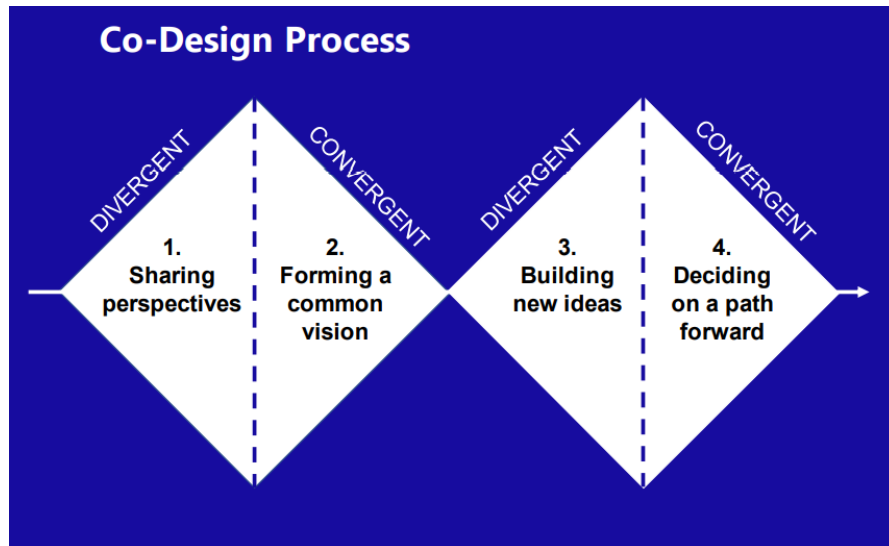 Co-Design Process
DIVERGENT
CONVERGENT
DIVERGENT
CONVERGENT
1.
Sharing
perspectives
2.
Forming a
common
vision
3.
Building
new ideas
4.
Deciding
on a path
forward